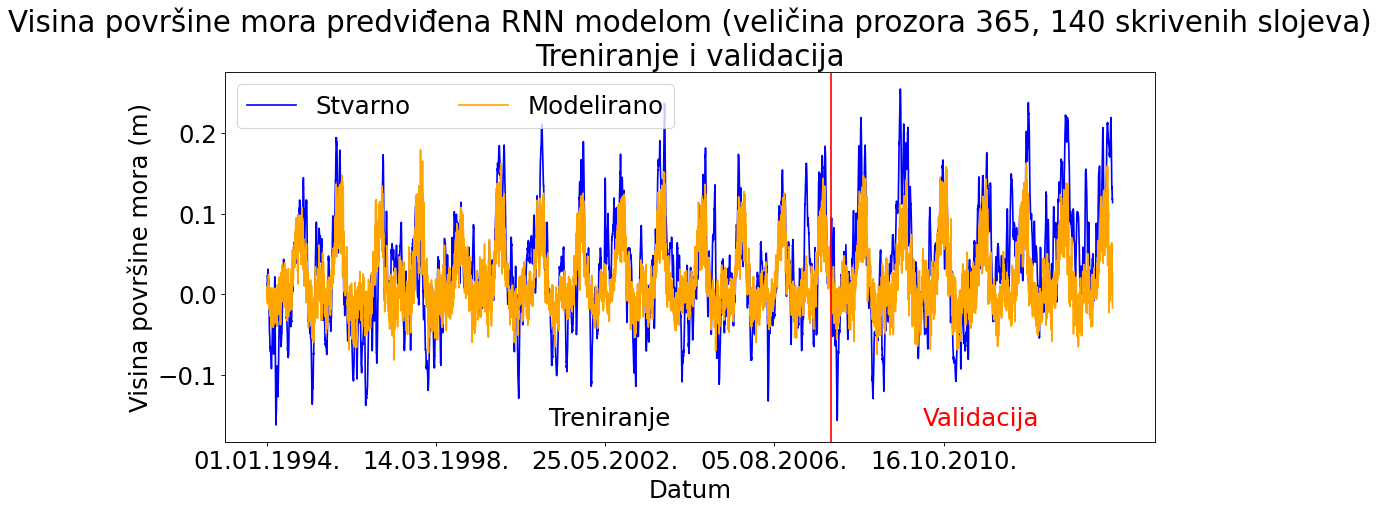 Visina površine mora predviđena RNN modelom (veličina prozora 365, 140 skrivenih slojeva)
Treniranje i validacija
Stvarno Modelirano
Visina površine mora (m)
0.2
0.1
0.0
−0.1
Treniranje Validacija
01.01.1994. 14.03.1998. 25.05.2002. 05.08.2006. 16.10.2010.
Datum